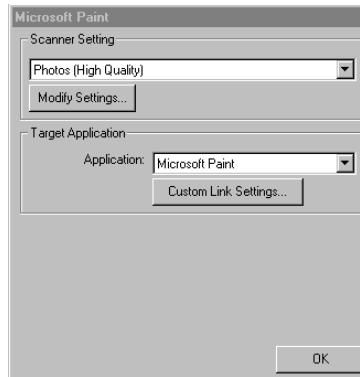 Microsoft Paint
Scanner Setting
Photos (High Quality)
Modify Settings...
Target Application
Application: Microsoft Paint
Custom Link Settings...
OK